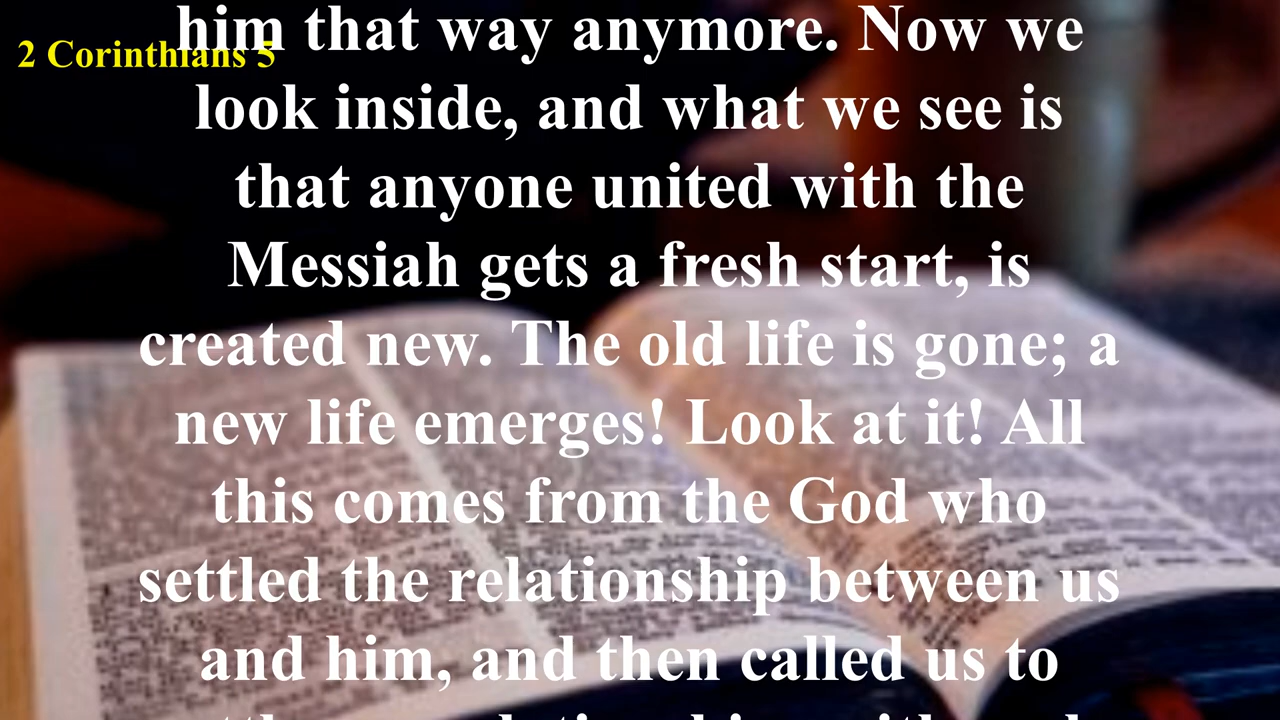 him that way anymore. Now we
2 Corinthians 5
look inside, and what we see is
that anyone united with the
Messiah gets a fresh start, is
created new. The old life is gone; a
new life emerges! Look at it! All
this comes from the God who
settled the relationship between us
and him, and then called us to